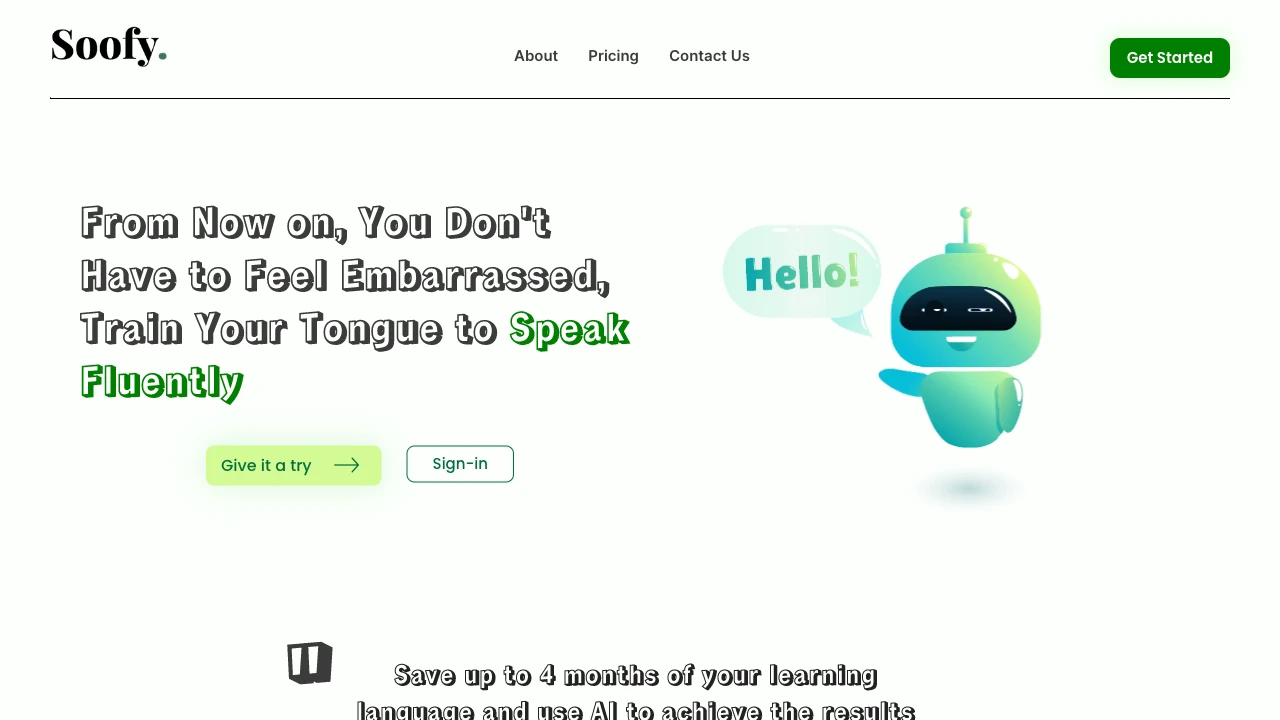 Soofy.
About Pricing Contact Us
Get Started
From Now on, You Don't
Have to Feel Embarrassed,
Train Your Tongue to Speak
Fluently
Hello!
Give it a try
Sign-in
"
Save up to 4 months of your learning
language and use AI to achieve the results